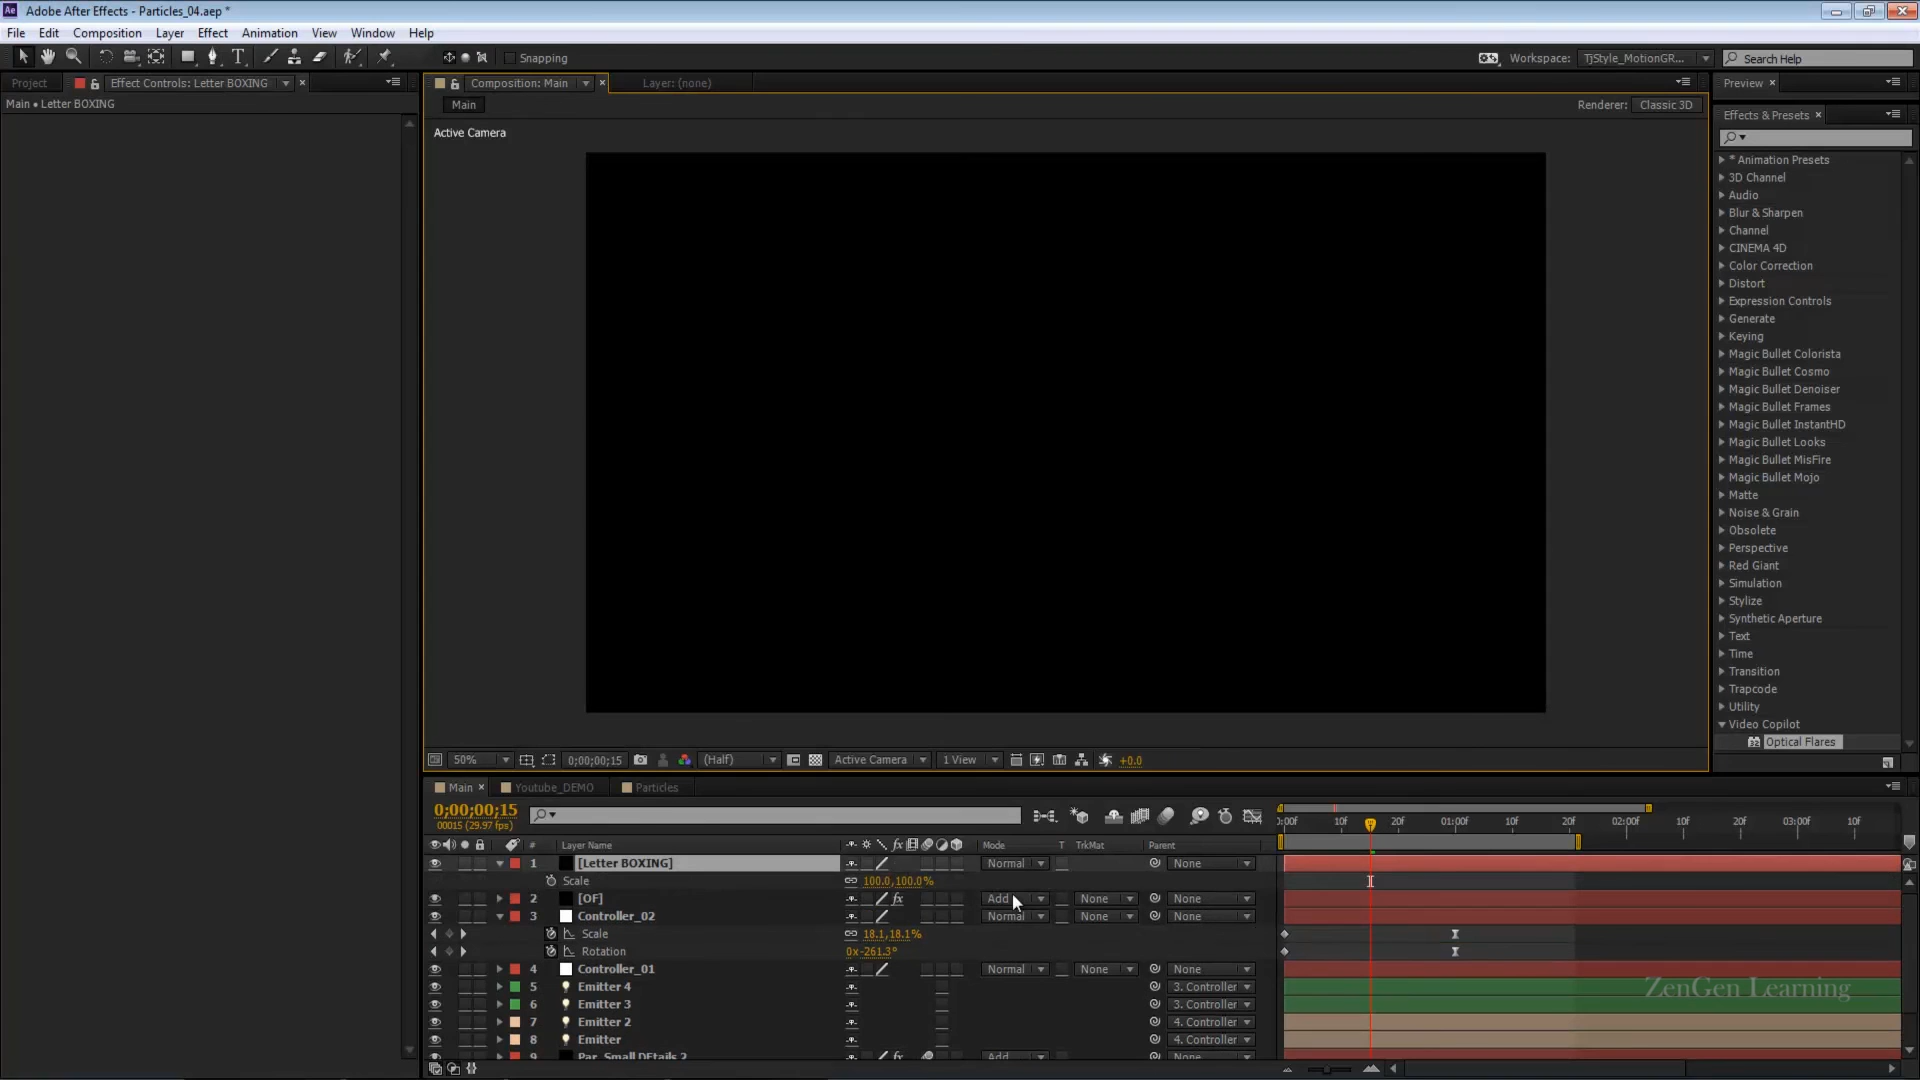 Adobe After Effects - Particles_04.aep *
File Edit Composition Layer Effect Animation View Window Help
Snapping
Workspace: TjStyle_MotionGR...
Search Help
Project
Effect Controls: Letter BOXING
Composition: Main
Layer: (none)
Preview
Main • Letter BOXING
Main
Renderer: Classic 3D
Effects & Presets
Active Camera
* Animation Presets
3D Channel
Audio
Blur & Sharpen
Channel
CINEMA 4D
Color Correction
Distort
Expression Controls
Generate
Keying
Magic Bullet Colorista
Magic Bullet Cosmo
Magic Bullet Denoiser
Magic Bullet Frames
Magic Bullet InstantHD
Magic Bullet Looks
Magic Bullet MisFire
Magic Bullet Mojo
Matte
Noise & Grain
Obsolete
Perspective
Red Giant
Simulation
Stylize
Synthetic Aperture
Text
Time
Transition
Trapcode
Utility
Video Copilot
Optical Flares
50% 0;00;00;15 (Half) Active Camera 1 View +0.0
Main Youtube_DEMO Particles
0;00;00;15
00015 (29.97 fps)
0:00F 10F 20F 01:00F 10F 20F 02:00F 10F 20F 03:00F 10F
# Layer Name Mode T TrkMat Parent
1 [Letter BOXING] Normal None
Scale 100.0,100.0%
2 [OF] fx Add None None
3 Controller_02 Normal None None
Scale 18.1,18.1%
Rotation 0x-261.3°
4 Controller_01 Normal None None
5 Emitter 4 3. Controller
6 Emitter 3 3. Controller
7 Emitter 2 4. Controller
8 Emitter 4. Controller
9 Par_Small DEtails 2 fx Add None
ZenGen Learning